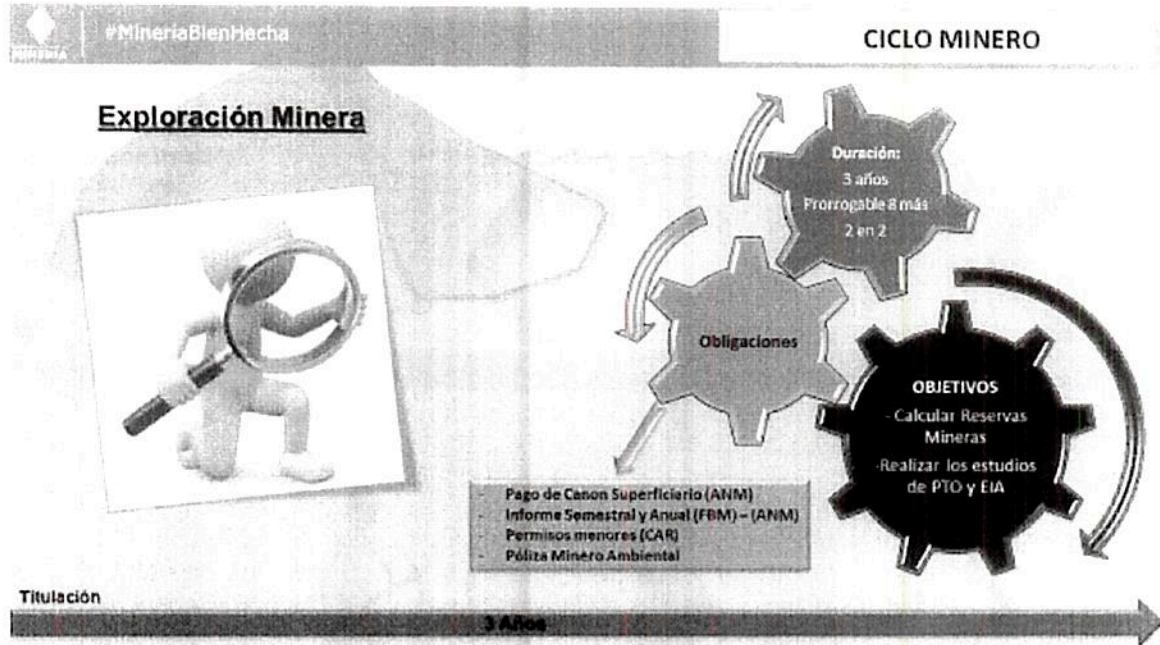 MINERÍA
#MineriaBienHecha
CICLO MINERO
Exploración Minera
Duración:
3 años
Prorrogable 8 más
2 en 2
Obligaciones
OBJETIVOS
- Calcular Reservas
Mineras
-Realizar los estudios
de PTO y EIA
- Pago de Canon Superficiario (ANM)
- Informe Semestral y Anual (FBM) – (ANM)
- Permisos menores (CAR)
- Póliza Minero Ambiental
Titulación
3 Años